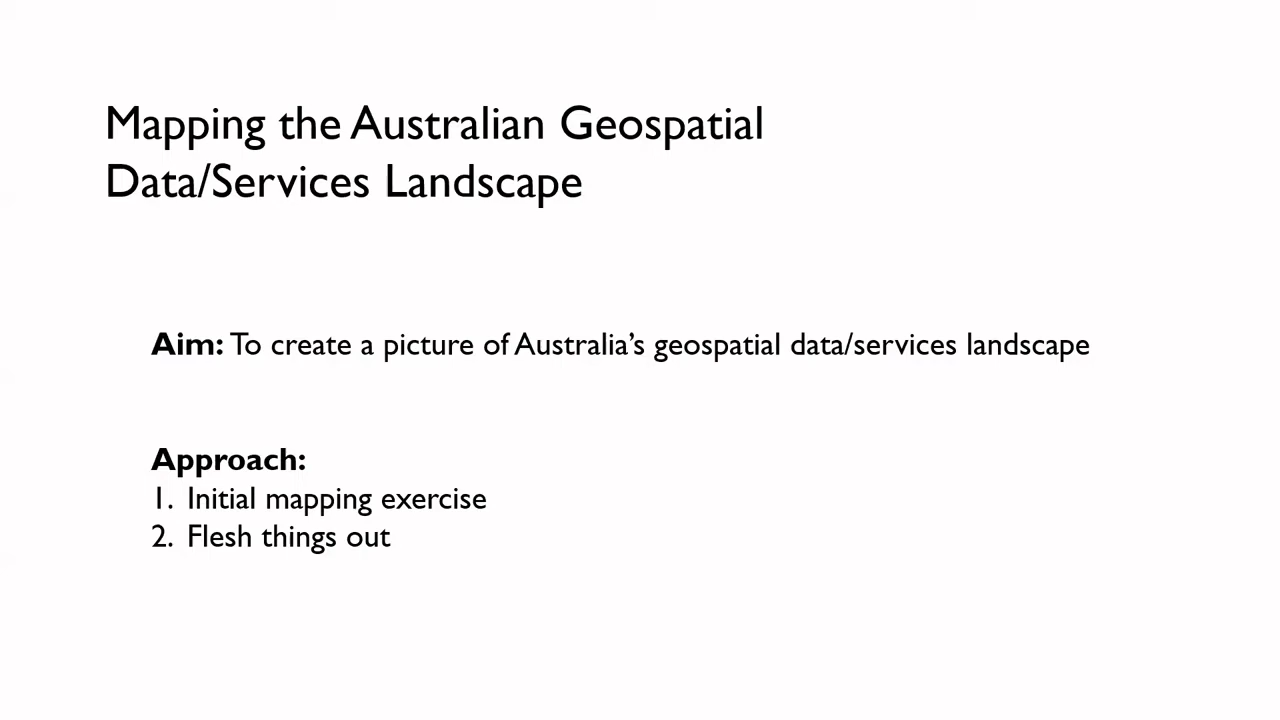 Mapping the Australian Geospatial
Data/Services Landscape
Aim: To create a picture of Australia’s geospatial data/services landscape
Approach:
1. Initial mapping exercise
2. Flesh things out